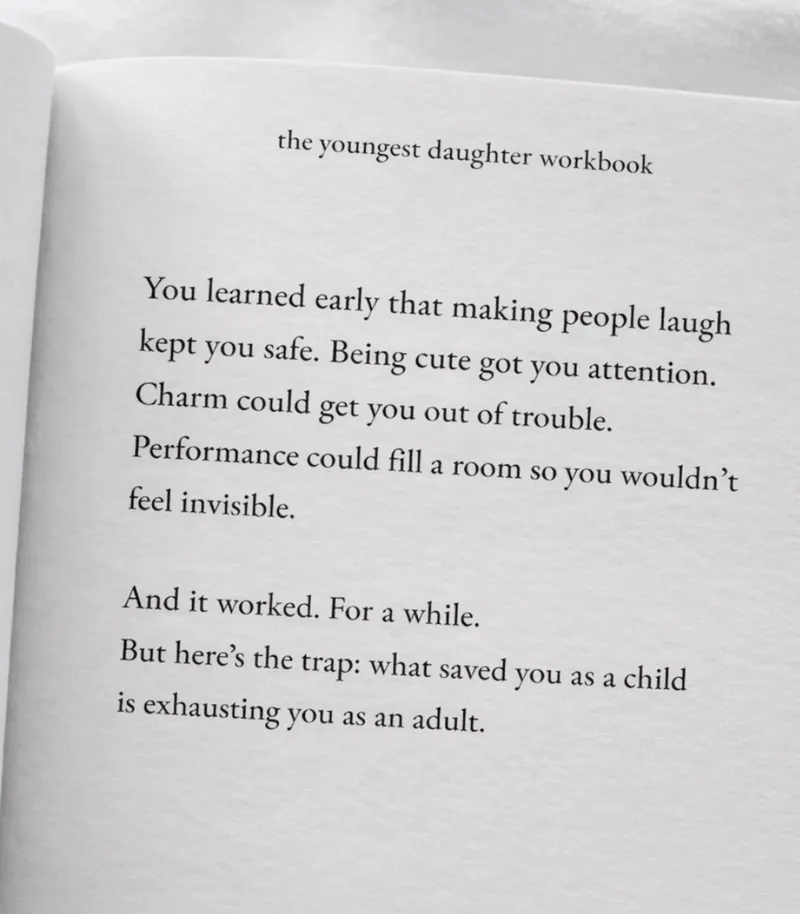 the youngest daughter workbook
You learned early that making people laugh
kept you safe. Being cute got you attention.
Charm could get you out of trouble.
Performance could fill a room so you wouldn’t
feel invisible.
And it worked. For a while.
But here’s the trap: what saved you as a child
is exhausting you as an adult.